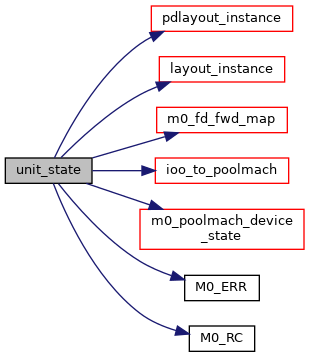 pdlayout_instance
layout_instance
m0_fd_fwd_map
unit_state
ioo_to_poolmach
m0_poolmach_device
_state
M0_ERR
M0_RC